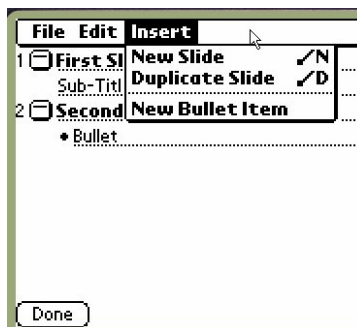 File Edit Insert
1 First Sl New Slide /N
Sub-Titl Duplicate Slide /D
2 Second New Bullet Item
• Bullet
Done